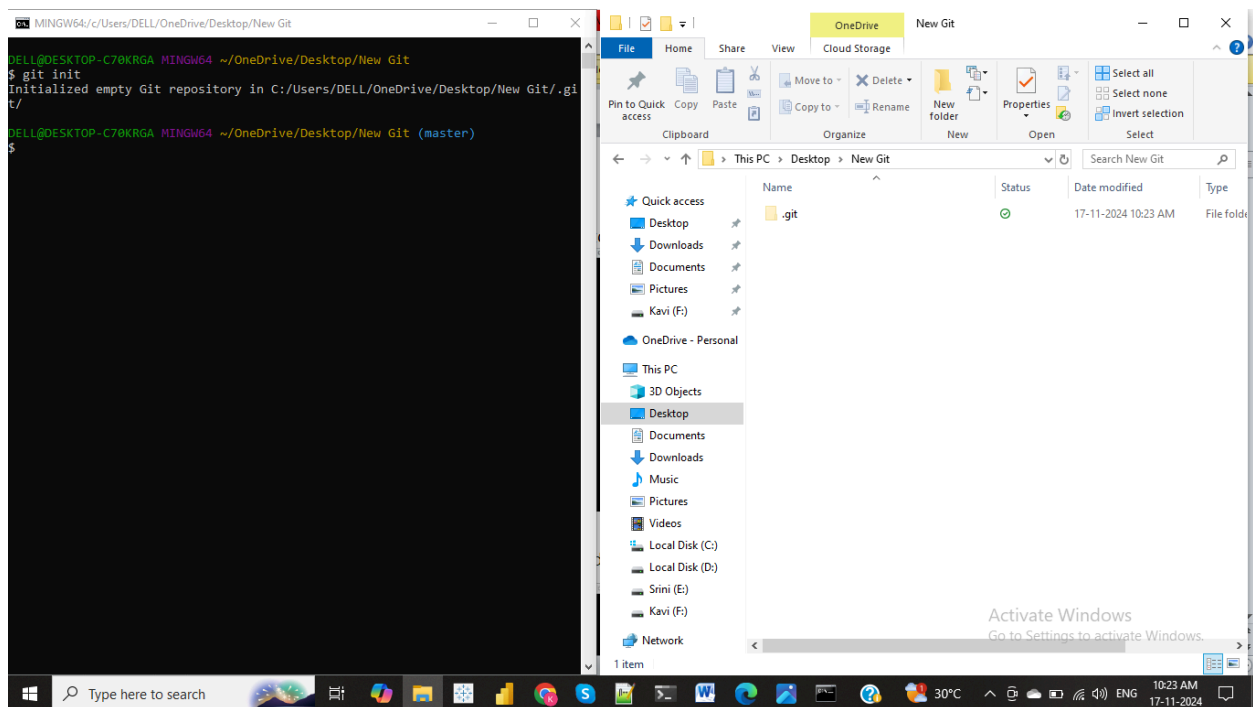 MINGW64:/c/Users/DELL/OneDrive/Desktop/New Git
DELL@DESKTOP-C70KRGA MINGW64 ~/OneDrive/Desktop/New Git
$ git init
Initialized empty Git repository in C:/Users/DELL/OneDrive/Desktop/New Git/.gi
t/
DELL@DESKTOP-C70KRGA MINGW64 ~/OneDrive/Desktop/New Git (master)
$
OneDrive New Git
File Home Share View Cloud Storage
Pin to Quick access
Copy
Paste
Clipboard
Move to
Copy to
Delete
Rename
Organize
New folder
New
Properties
Open
Select all
Select none
Invert selection
Select
This PC > Desktop > New Git
Search New Git
Name Status Date modified Type
.git 17-11-2024 10:23 AM File folde
Quick access
Desktop
Downloads
Documents
Pictures
Kavi (F:)
OneDrive - Personal
This PC
3D Objects
Desktop
Documents
Downloads
Music
Pictures
Videos
Local Disk (C:)
Local Disk (D:)
Srini (E:)
Kavi (F:)
Network
1 item
Activate Windows
Go to Settings to activate Windows.
Type here to search
30°C
ENG
10:23 AM
17-11-2024